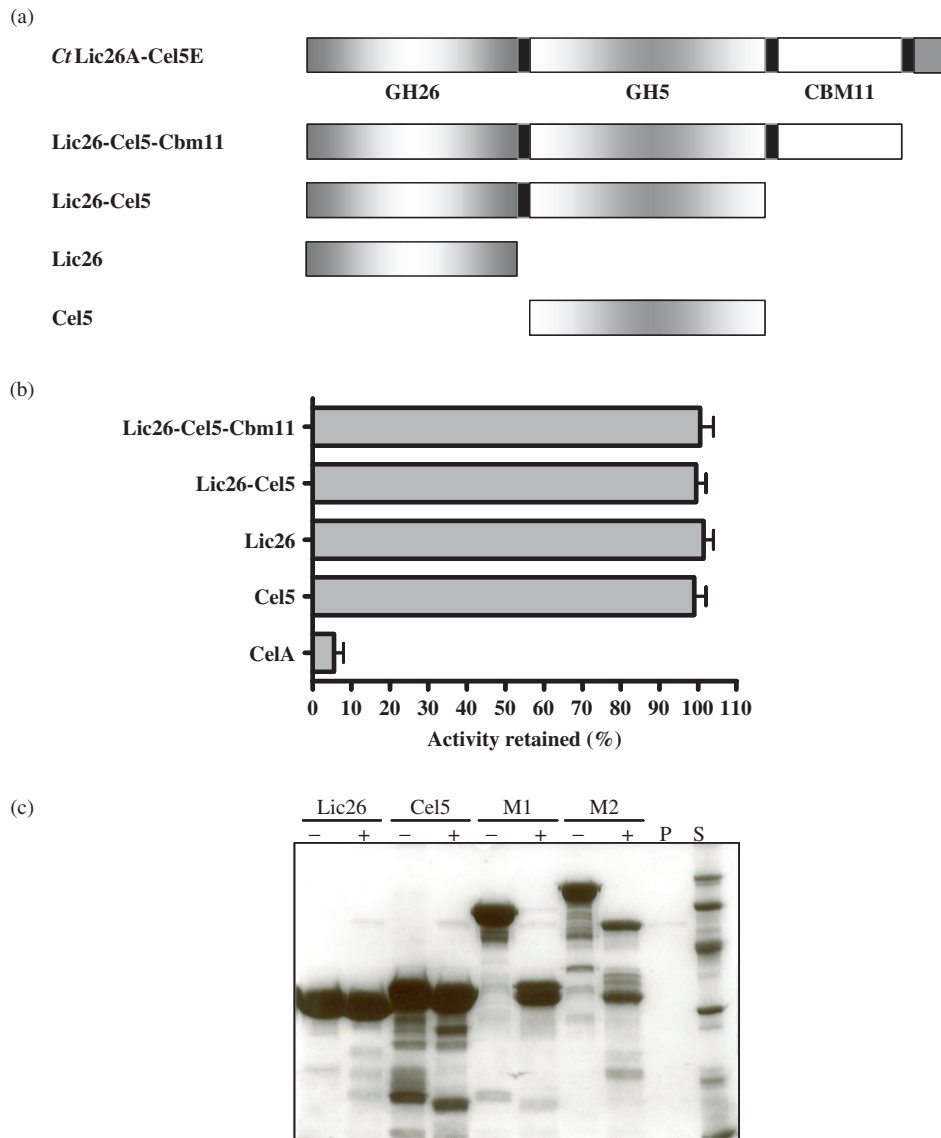 (a)
CtLic26A-Cel5E
GH26 GH5 CBM11
Lic26-Cel5-Cbm11
Lic26-Cel5
Lic26
Cel5
(b)
Lic26-Cel5-Cbm11
Lic26-Cel5
Lic26
Cel5
CelA
0 10 20 30 40 50 60 70 80 90 100 110
Activity retained (%)
(c)
Lic26 Cel5 M1 M2
− + − + − + − + P S